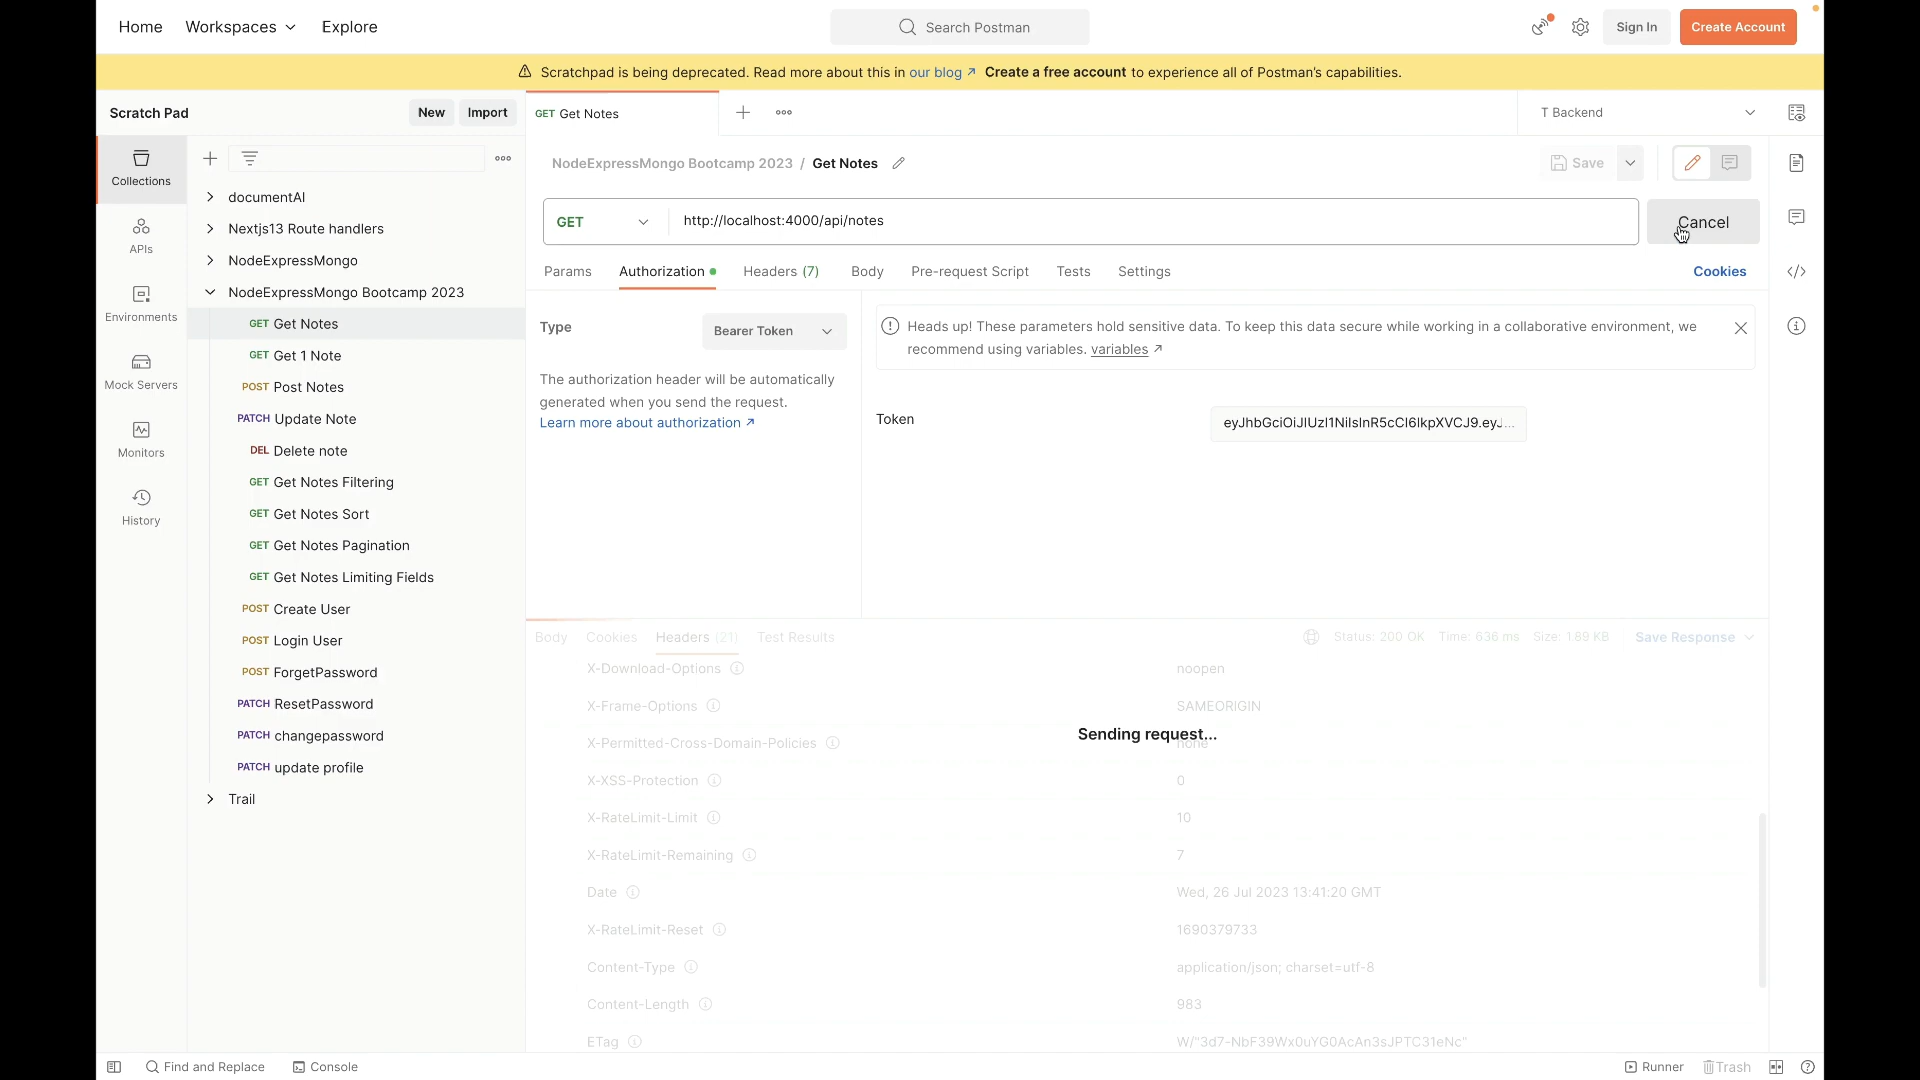 Home Workspaces Explore Search Postman Sign In Create Account
Scratchpad is being deprecated. Read more about this in our blog ↗ Create a free account to experience all of Postman's capabilities.
Scratch Pad New Import GET Get Notes T Backend
Collections
APIs
Environments
Mock Servers
Monitors
History
documentAI
Nextjs13 Route handlers
NodeExpressMongo
NodeExpressMongo Bootcamp 2023
GET Get Notes
GET Get 1 Note
POST Post Notes
PATCH Update Note
DEL Delete note
GET Get Notes Filtering
GET Get Notes Sort
GET Get Notes Pagination
GET Get Notes Limiting Fields
POST Create User
POST Login User
POST ForgetPassword
PATCH ResetPassword
PATCH changepassword
PATCH update profile
Trail
NodeExpressMongo Bootcamp 2023 / Get Notes Save
GET http://localhost:4000/api/notes Cancel
Params Authorization Headers (7) Body Pre-request Script Tests Settings Cookies
Type Bearer Token
The authorization header will be automatically
generated when you send the request.
Learn more about authorization ↗
Heads up! These parameters hold sensitive data. To keep this data secure while working in a collaborative environment, we
recommend using variables. variables ↗
Token eyJhbGciOiJIUzI1NiIsInR5cCI6IkpXVCJ9.eyJ...
Body Cookies Headers (21) Test Results Status: 200 OK Time: 636 ms Size: 1.89 KB Save Response
X-Download-Options noopen
X-Frame-Options SAMEORIGIN
Sending request...
X-Permitted-Cross-Domain-Policies none
X-XSS-Protection 0
X-RateLimit-Limit 10
X-RateLimit-Remaining 7
Date Wed, 26 Jul 2023 13:41:20 GMT
X-RateLimit-Reset 1690379733
Content-Type application/json; charset=utf-8
Content-Length 983
ETag W/"3d7-NbF39Wx0uYG0AcAn3sJPTC31eNc"
Find and Replace Console Runner Trash